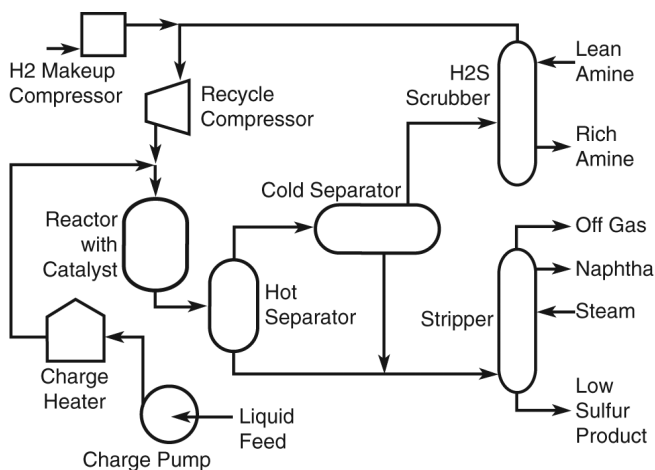 H2 Makeup
Compressor
Recycle
Compressor
H2S
Scrubber
Lean
Amine
Rich
Amine
Cold Separator
Reactor
with
Catalyst
Hot
Separator
Stripper
Off Gas
Naphtha
Steam
Low
Sulfur
Product
Charge
Heater
Liquid
Feed
Charge Pump